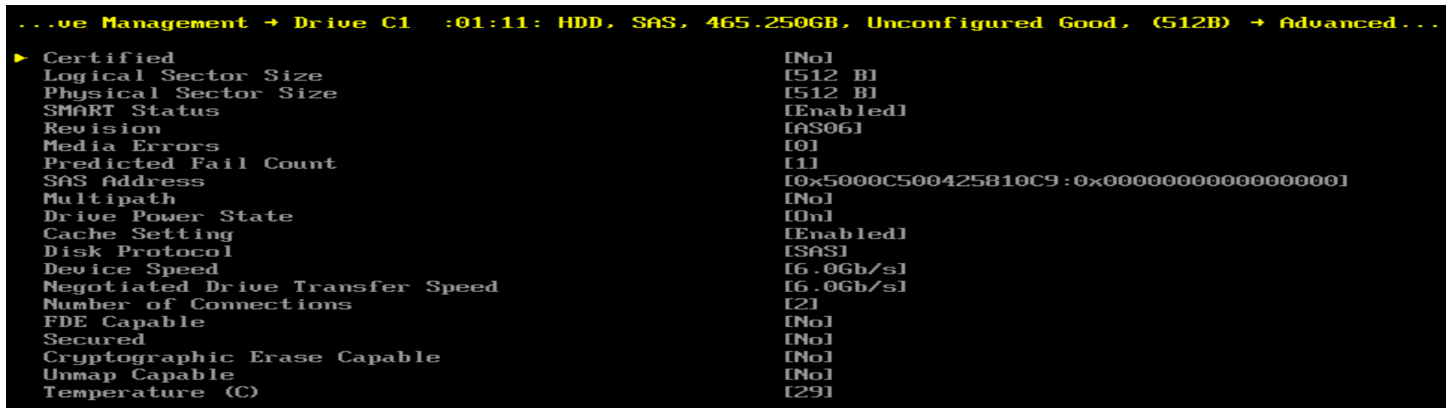 ...ve Management → Drive C1 :01:11: HDD, SAS, 465.250GB, Unconfigured Good, (512B) → Advanced...
► Certified [No]
Logical Sector Size [512 B]
Physical Sector Size [512 B]
SMART Status [Enabled]
Revision [AS06]
Media Errors [0]
Predicted Fail Count [1]
SAS Address [0x5000C500425810C9:0x0000000000000000]
Multipath [No]
Drive Power State [On]
Cache Setting [Enabled]
Disk Protocol [SAS]
Device Speed [6.0Gb/s]
Negotiated Drive Transfer Speed [6.0Gb/s]
Number of Connections [2]
FDE Capable [No]
Secured [No]
Cryptographic Erase Capable [No]
Unmap Capable [No]
Temperature (C) [29]